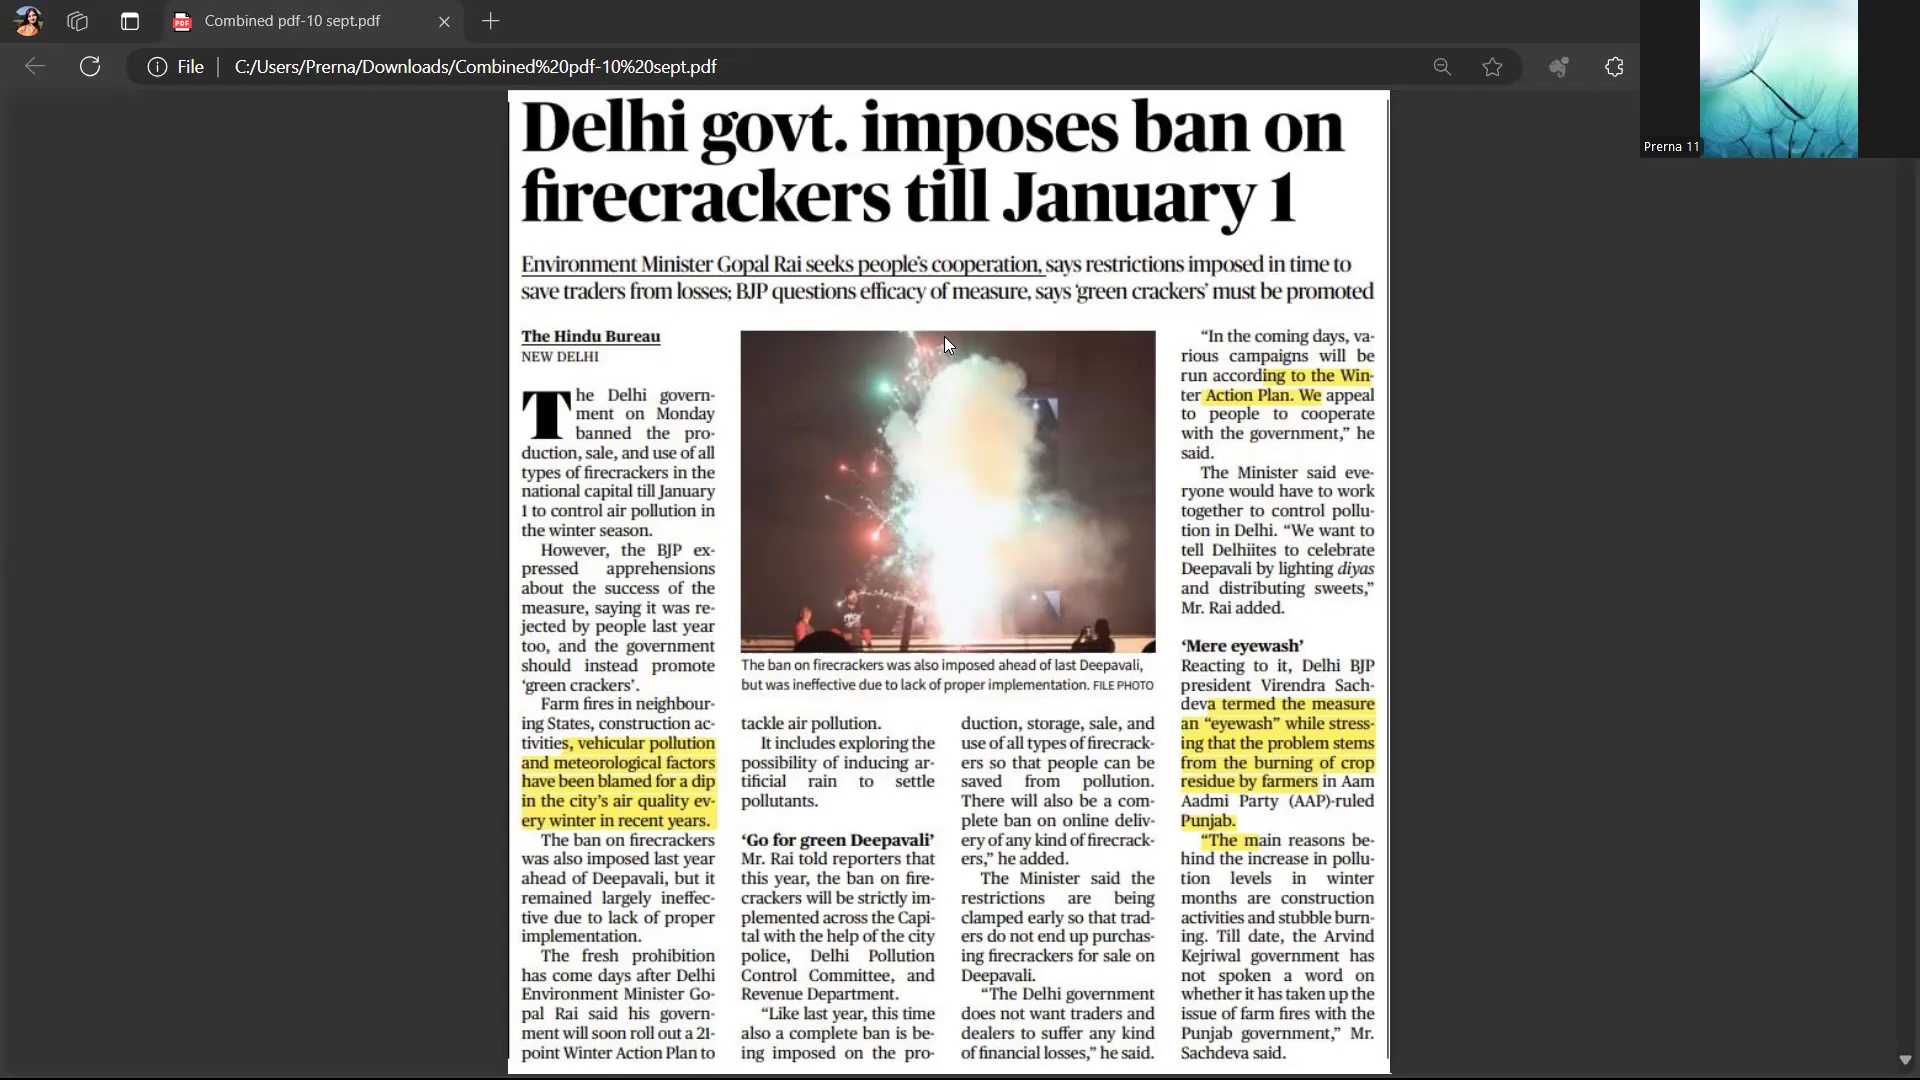 Combined pdf-10 sept.pdf
File
C:/Users/Prerna/Downloads/Combined%20pdf-10%20sept.pdf
Prerna 11
Delhi govt. imposes ban on
firecrackers till January 1
Environment Minister Gopal Rai seeks people's cooperation, says restrictions imposed in time to
save traders from losses; BJP questions efficacy of measure, says 'green crackers' must be promoted
The Hindu Bureau
NEW DELHI
The Delhi govern-
ment on Monday
banned the pro-
duction, sale, and use of all
types of firecrackers in the
national capital till January
1 to control air pollution in
the winter season.
However, the BJP ex-
pressed apprehensions
about the success of the
measure, saying it was re-
jected by people last year
too, and the government
should instead promote
'green crackers'.
Farm fires in neighbour-
ing States, construction ac-
tivities, vehicular pollution
and meteorological factors
have been blamed for a dip
in the city's air quality ev-
ery winter in recent years.
The ban on firecrackers
was also imposed last year
ahead of Deepavali, but it
remained largely ineffec-
tive due to lack of proper
implementation.
The fresh prohibition
has come days after Delhi
Environment Minister Go-
pal Rai said his govern-
ment will soon roll out a 21-
point Winter Action Plan to
The ban on firecrackers was also imposed ahead of last Deepavali,
but was ineffective due to lack of proper implementation. FILE PHOTO
tackle air pollution.
It includes exploring the
possibility of inducing ar-
tificial rain to settle
pollutants.
'Go for green Deepavali'
Mr. Rai told reporters that
this year, the ban on fire-
crackers will be strictly im-
plemented across the Capi-
tal with the help of the city
police, Delhi Pollution
Control Committee, and
Revenue Department.
"Like last year, this time
also a complete ban is be-
ing imposed on the pro-
duction, storage, sale, and
use of all types of firecrack-
ers so that people can be
saved from pollution.
There will also be a com-
plete ban on online deliv-
ery of any kind of firecrack-
ers," he added.
The Minister said the
restrictions are being
clamped early so that trad-
ers do not end up purchas-
ing firecrackers for sale on
Deepavali.
"The Delhi government
does not want traders and
dealers to suffer any kind
of financial losses," he said.
"In the coming days, va-
rious campaigns will be
run according to the Win-
ter Action Plan. We appeal
to people to cooperate
with the government," he
said.
The Minister said eve-
ryone would have to work
together to control pollu-
tion in Delhi. "We want to
tell Delhiites to celebrate
Deepavali by lighting diyas
and distributing sweets,"
Mr. Rai added.
'Mere eyewash'
Reacting to it, Delhi BJP
president Virendra Sach-
deva termed the measure
an "eyewash" while stress-
ing that the problem stems
from the burning of crop
residue by farmers in Aam
Aadmi Party (AAP)-ruled
Punjab.
"The main reasons be-
hind the increase in pollu-
tion levels in winter
months are construction
activities and stubble burn-
ing. Till date, the Arvind
Kejriwal government has
not spoken a word on
whether it has taken up the
issue of farm fires with the
Punjab government," Mr.
Sachdeva said.